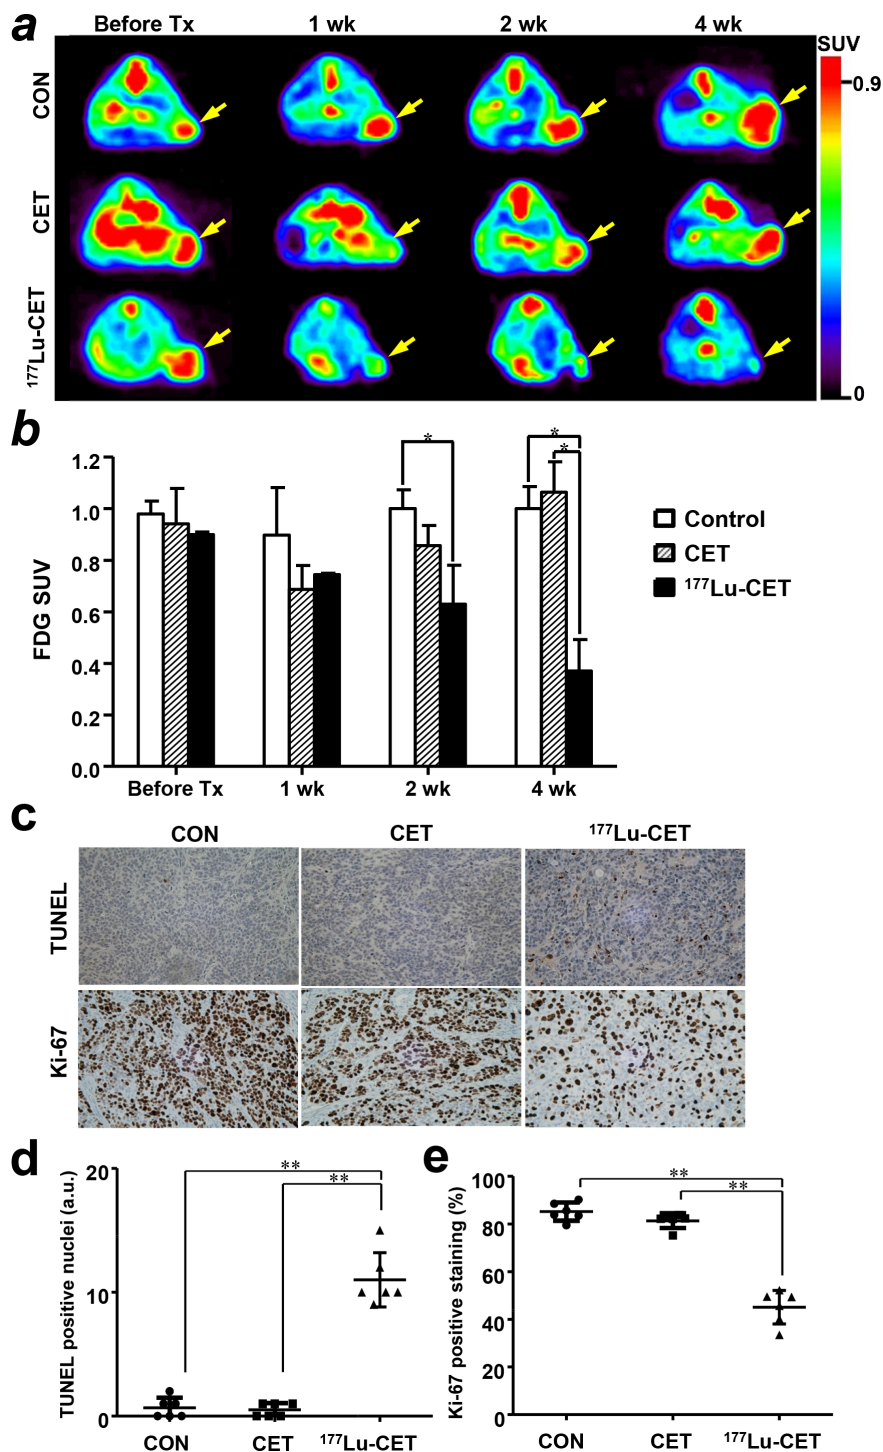 a
Before Tx 1 wk 2 wk 4 wk
SUV
CON
0.9
CET
177Lu-CET
0
b
1.2
1.0
0.8
0.6
0.4
0.2
0.0
FDG SUV
*
*
*
Control
CET
177Lu-CET
Before Tx 1 wk 2 wk 4 wk
c
CON CET 177Lu-CET
TUNEL
Ki-67
d
TUNEL positive nuclei (a.u.)
20
10
0
**
**
CON CET 177Lu-CET
e
Ki-67 positive staining (%)
100
80
60
40
20
0
**
**
CON CET 177Lu-CET